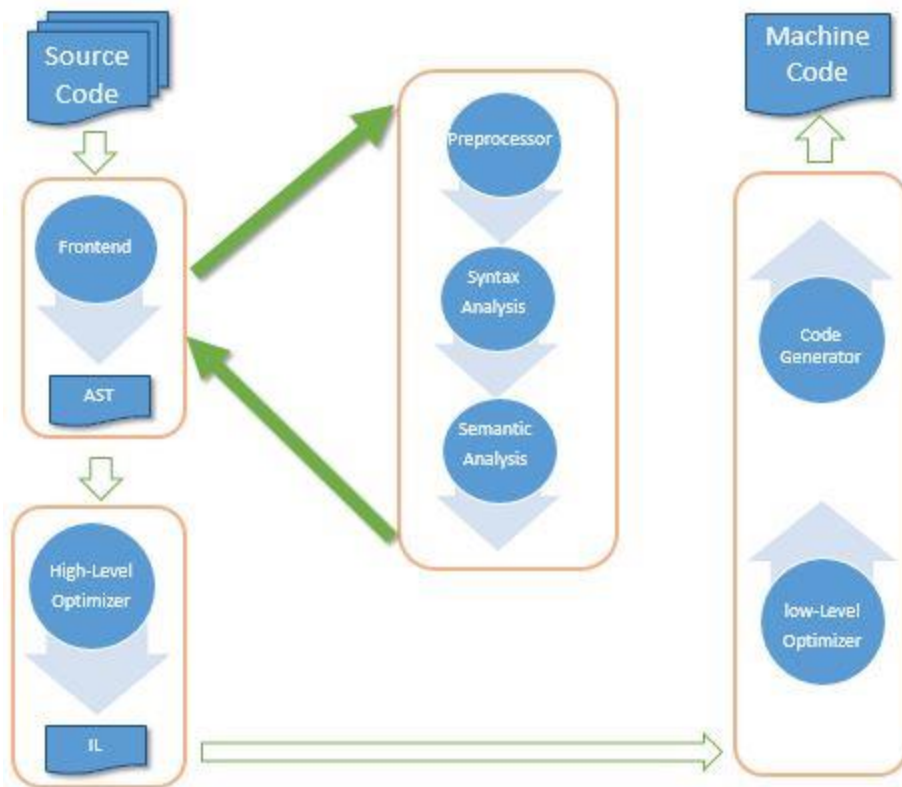 Source
Code
Frontend
AST
High-Level
Optimizer
IL
Preprocessor
Syntax
Analysis
Semantic
Analysis
Machine
Code
Code
Generator
low-Level
Optimizer